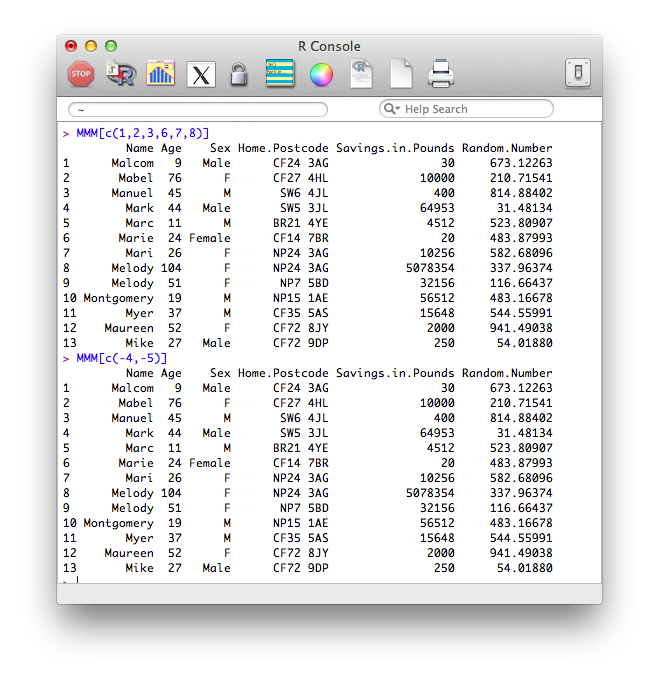 R Console
STOP
R
X
R
~
Help Search
> MMM[c(1,2,3,6,7,8)]
Name Age Sex Home.Postcode Savings.in.Pounds Random.Number
1 Malcom 9 Male CF24 3AG 30 673.12263
2 Mabel 76 F CF27 4HL 10000 210.71541
3 Manuel 45 M SW6 4JL 400 814.88402
4 Mark 44 Male SW5 3JL 64953 31.48134
5 Marc 11 M BR21 4YE 4512 523.80907
6 Marie 24 Female CF14 7BR 20 483.87993
7 Mari 26 F NP24 3AG 10256 582.68096
8 Melody 104 F NP24 3AG 5078354 337.96374
9 Melody 51 F NP7 5BD 32156 116.66437
10 Montgomery 19 M NP15 1AE 56512 483.16678
11 Myer 37 M CF35 5AS 15648 544.55991
12 Maureen 52 F CF72 8JY 2000 941.49038
13 Mike 27 Male CF72 9DP 250 54.01880
> MMM[c(-4,-5)]
Name Age Sex Home.Postcode Savings.in.Pounds Random.Number
1 Malcom 9 Male CF24 3AG 30 673.12263
2 Mabel 76 F CF27 4HL 10000 210.71541
3 Manuel 45 M SW6 4JL 400 814.88402
4 Mark 44 Male SW5 3JL 64953 31.48134
5 Marc 11 M BR21 4YE 4512 523.80907
6 Marie 24 Female CF14 7BR 20 483.87993
7 Mari 26 F NP24 3AG 10256 582.68096
8 Melody 104 F NP24 3AG 5078354 337.96374
9 Melody 51 F NP7 5BD 32156 116.66437
10 Montgomery 19 M NP15 1AE 56512 483.16678
11 Myer 37 M CF35 5AS 15648 544.55991
12 Maureen 52 F CF72 8JY 2000 941.49038
13 Mike 27 Male CF72 9DP 250 54.01880
>